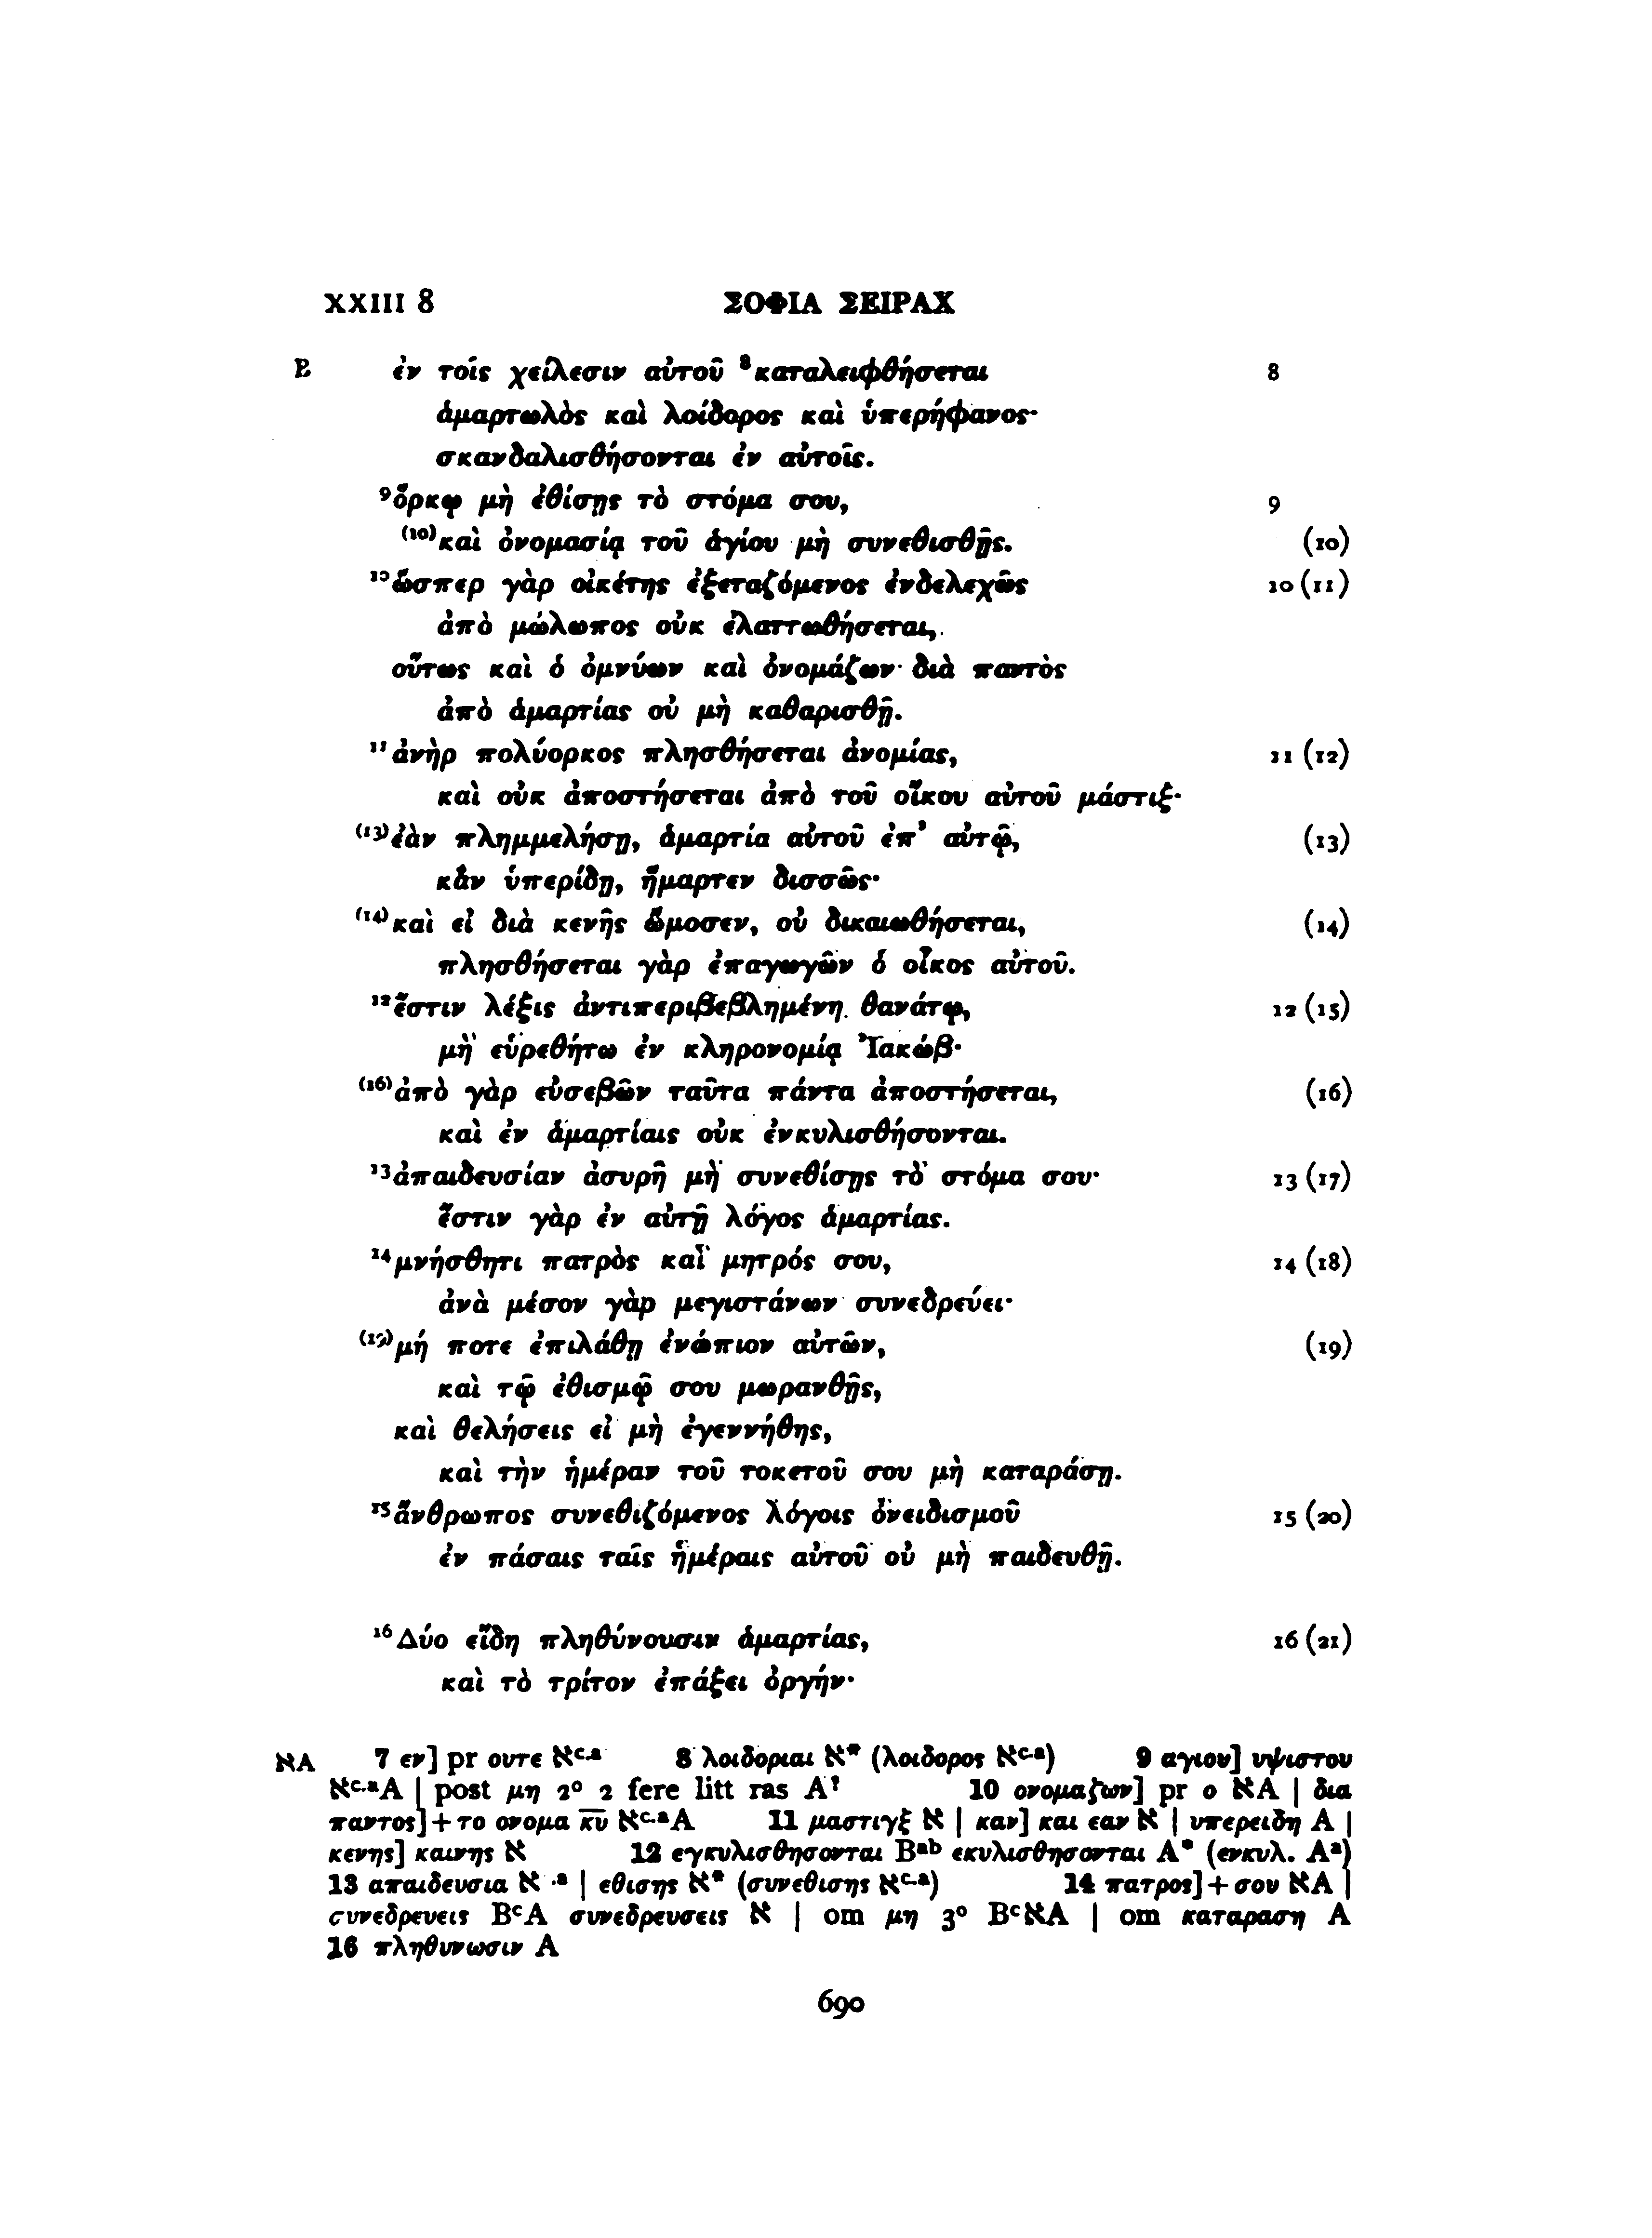 XXIII 8 ΣΟΦΙΑ ΣΕΙΡΑΧ
B ἐν τοῖς χείλεσιν αὐτοῦ ⁸καταλειφθήσεται 8
ἁμαρτωλὸς καὶ λοίδορος καὶ ὑπερήφανος·
σκανδαλισθήσονται ἐν αὐτοῖς.
⁹ὅρκῳ μὴ ἐθίσῃς τὸ στόμα σου, 9
⁽¹⁰⁾καὶ ὀνομασίᾳ τοῦ ἁγίου μὴ συνεθισθῇς. (10)
¹⁰ὥσπερ γὰρ οἰκέτης ἐξεταζόμενος ἐνδελεχῶς 10 (11)
ἀπὸ μώλωπος οὐκ ἐλαττωθήσεται,
οὕτως καὶ ὁ ὀμνύων καὶ ὀνομάζων διὰ παντὸς
ἀπὸ ἁμαρτίας οὐ μὴ καθαρισθῇ.
¹¹ἀνὴρ πολύορκος πλησθήσεται ἀνομίας, 11 (12)
καὶ οὐκ ἀποστήσεται ἀπὸ τοῦ οἴκου αὐτοῦ μάστιξ·
⁽¹³⁾ἐὰν πλημμελήσῃ, ἁμαρτία αὐτοῦ ἐπ’ αὐτῷ, (13)
κἂν ὑπερίδῃ, ἥμαρτεν δισσῶς·
⁽¹⁴⁾καὶ εἰ διὰ κενῆς ὤμοσεν, οὐ δικαιωθήσεται, (14)
πλησθήσεται γὰρ ἐπαγωγῶν ὁ οἶκος αὐτοῦ.
¹²ἔστιν λέξις ἀντιπεριβεβλημένη θανάτῳ, 12 (15)
μὴ εὑρεθήτω ἐν κληρονομίᾳ Ἰακώβ·
⁽¹⁶⁾ἀπὸ γὰρ εὐσεβῶν ταῦτα πάντα ἀποστήσεται, (16)
καὶ ἐν ἁμαρτίαις οὐκ ἐνκυλισθήσονται.
¹³ἀπαιδευσίαν ἀσυρῆ μὴ συνεθίσῃς τὸ στόμα σου· 13 (17)
ἔστιν γὰρ ἐν αὐτῇ λόγος ἁμαρτίας.
¹⁴μνήσθητι πατρὸς καὶ μητρός σου, 14 (18)
ἀνὰ μέσον γὰρ μεγιστάνων συνεδρεύει·
⁽¹⁹⁾μή ποτε ἐπιλάθῃ ἐνώπιον αὐτῶν, (19)
καὶ τῷ ἐθισμῷ σου μωρανθῇς,
καὶ θελήσεις εἰ μὴ ἐγεννήθης,
καὶ τὴν ἡμέραν τοῦ τοκετοῦ σου μὴ καταράσῃ.
¹⁵ἄνθρωπος συνεθιζόμενος λόγοις ὀνειδισμοῦ 15 (20)
ἐν πάσαις ταῖς ἡμέραις αὐτοῦ οὐ μὴ παιδευθῇ.
¹⁶Δύο εἴδη πληθύνουσιν ἁμαρτίας, 16 (21)
καὶ τὸ τρίτον ἐπάξει ὀργήν·
אA 7 εν] pr ουτε אᶜ·ᵃ 8 λοιδοριαι א* (λοιδορος אᶜ·ᵃ) 9 αγιου] υψιστου
אᶜ·ᵃA | post μη 2⁰ 2 fere litt ras A? 10 ονομαζων] pr ο אA | δια
παντος]+το ονομα κ̅υ̅ אᶜ·ᵃA 11 μαστιγξ א | καν] και εαν א | υπερειδη A |
κενης] καινης א 12 εγκυλισθησονται Bᵃᵇ εκυλισθησονται A* (ενκυλ. Aᵃ)
13 απαιδευσια א ·ᵃ | εθισης א* (συνεθισης אᶜ·ᵃ) 14 πατρος]+σου אA |
συνεδρευεις BᶜA συνεδρευσεις א | om μη 3⁰ BᶜאA | om καταραση A
16 πληθυνωσιν A
690